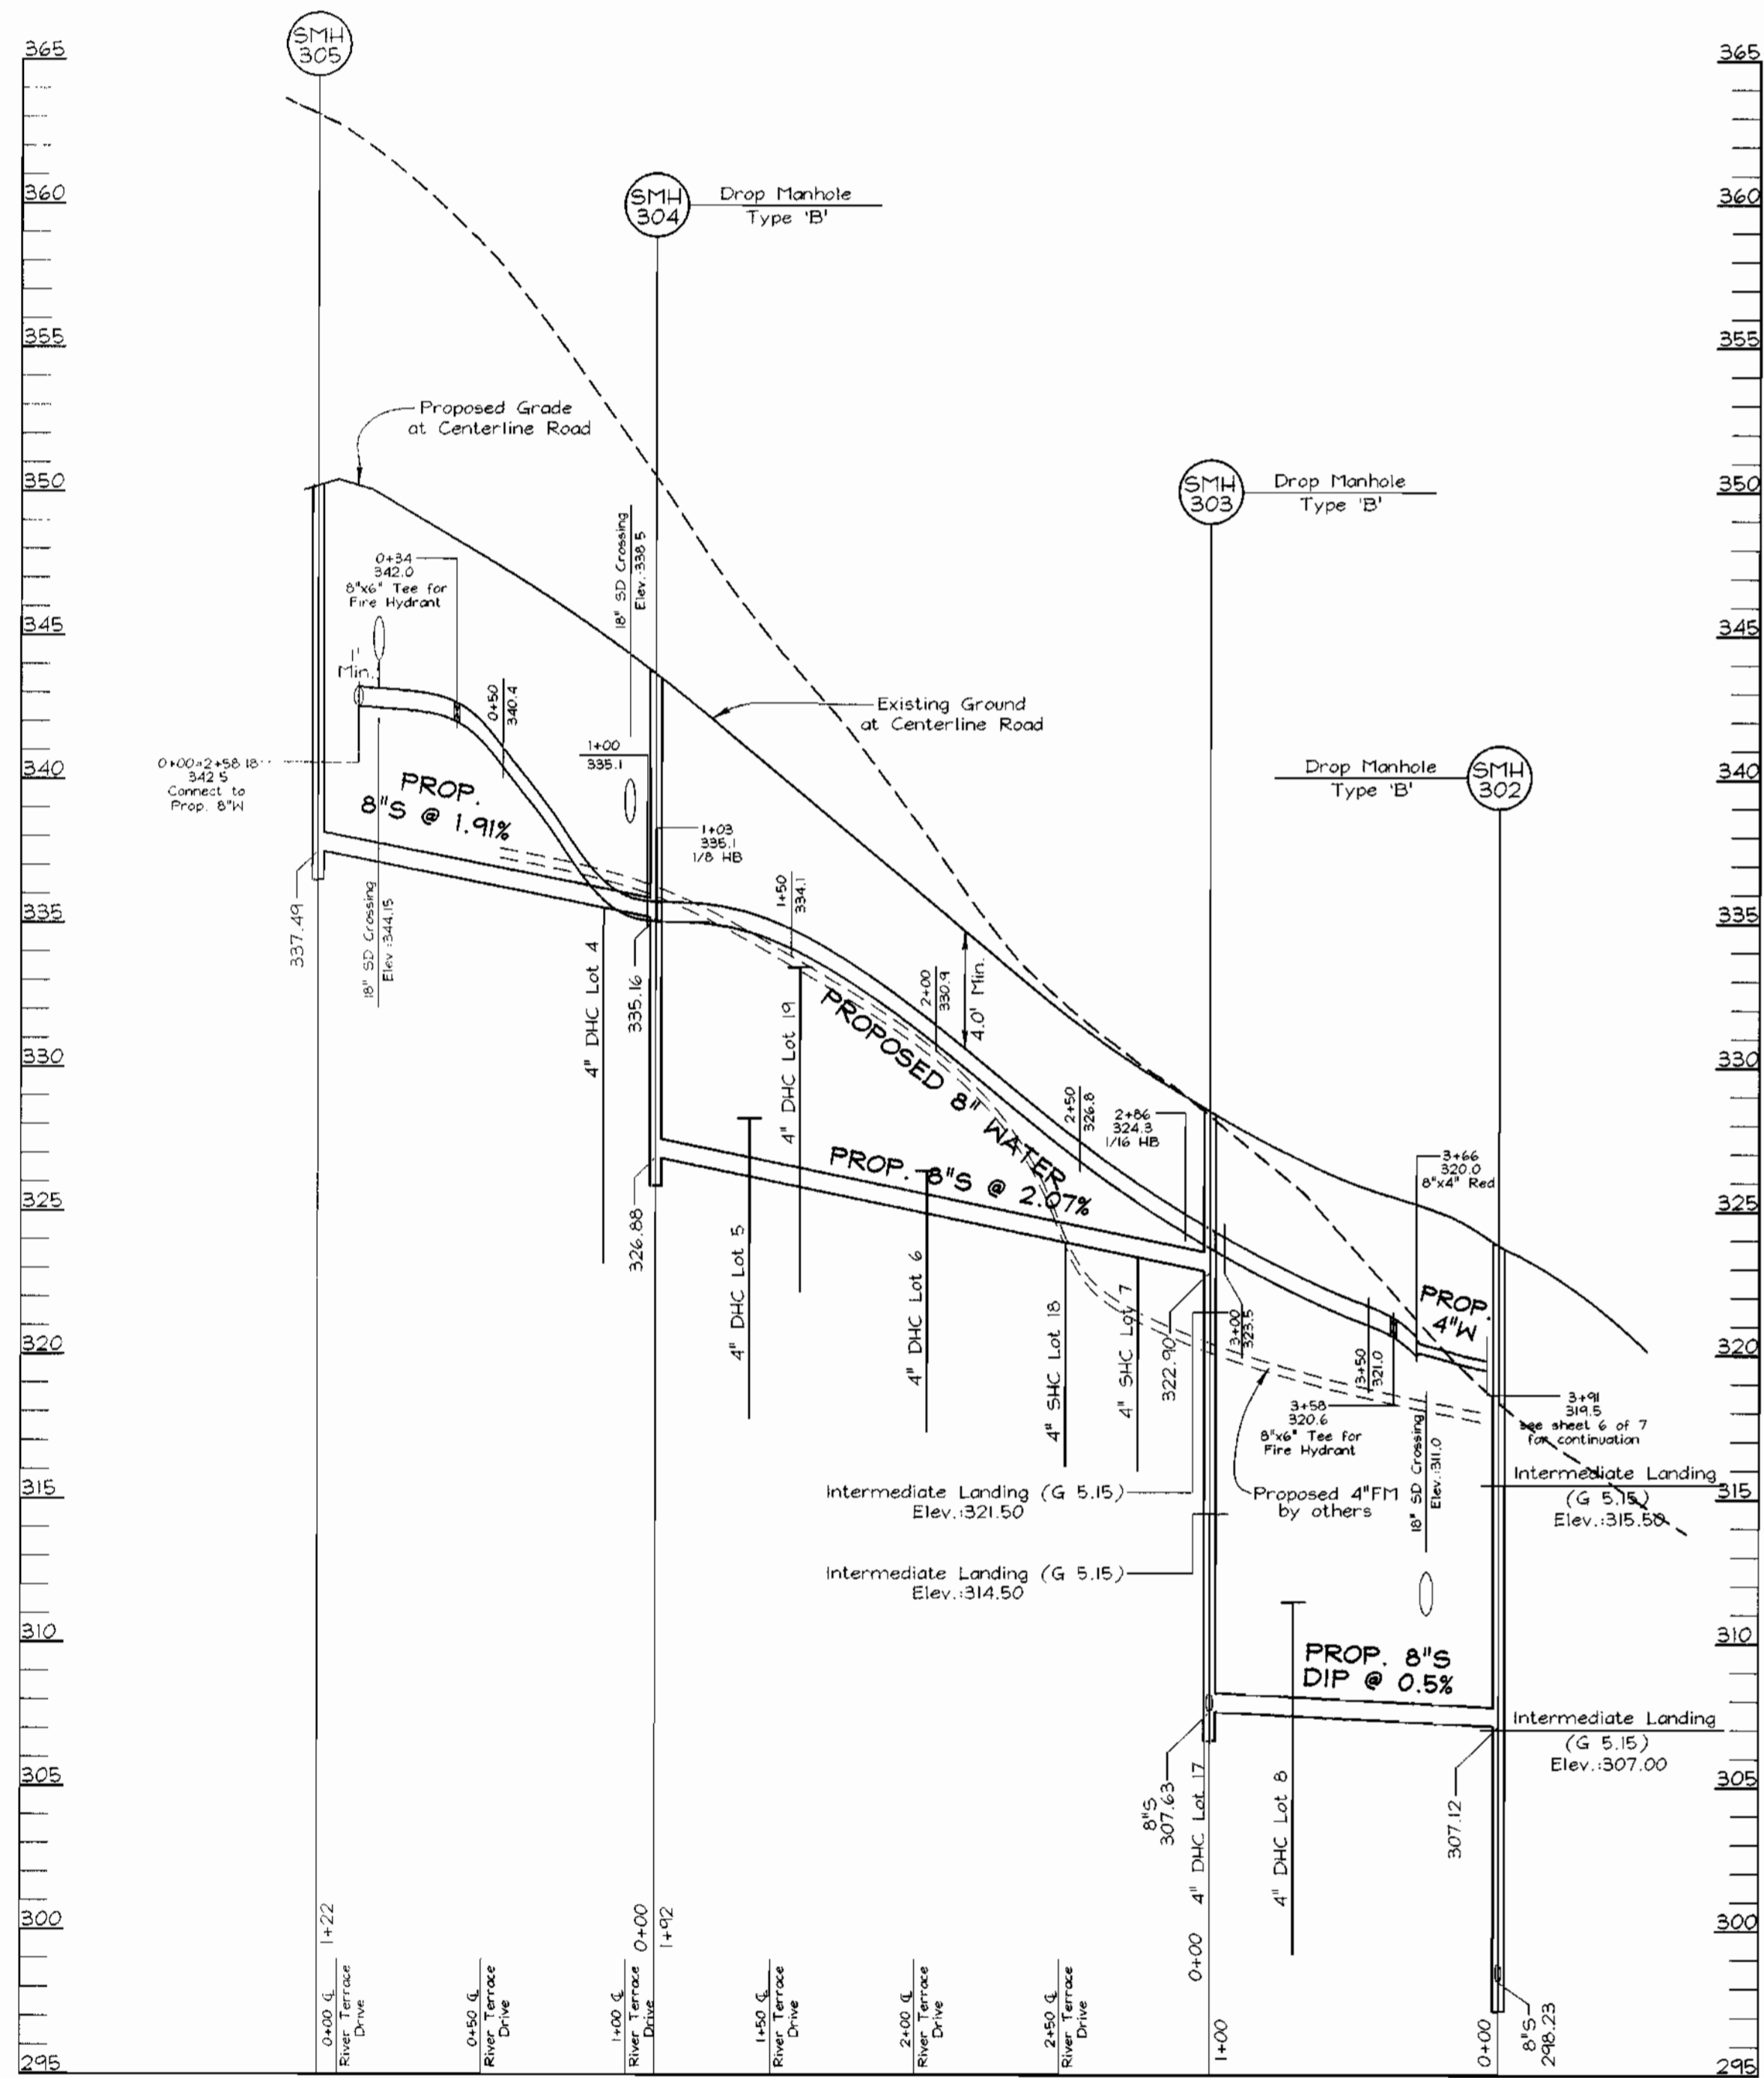 SMH
305
365
365
SMH
304
Drop Manhole
Type 'B'
360
360
355
355
Proposed Grade
at Centerline Road
350
350
SMH
303
Drop Manhole
Type 'B'
18" SD Crossing
Elev.:338 5
0+34
342.0
8"x6" Tee for
Fire Hydrant
345
345
1'
Min.
0+50
340.4
Existing Ground
at Centerline Road
1+00
335.1
0+00=2+58.18
342 5
Connect to
Prop. 8"W
340
340
Drop Manhole
Type 'B'
SMH
302
PROP.
8"S @ 1.91%
1+03
335.1
1/8 HB
335
335
337.49
18" SD Crossing
Elev.:344.15
4" DHC Lot 4
335.16
1+50
334.1
4" DHC Lot 19
2+00
330.9
4.0' Min.
PROPOSED 8" WATER
330
330
2+50
326.8
2+86
324.3
1/16 HB
PROP. 8"S @ 2.07%
3+66
320.0
8"x4" Red
325
325
326.88
4" DHC Lot 5
4" DHC Lot 6
4" SHC Lot 18
4" SHC Lot 7
322.90
3+00
323.5
PROP.
4"W
320
320
3+50
321.0
3+58
320.6
8"x6" Tee for
Fire Hydrant
18" SD Crossing
Elev.:311.0
3+91
319.5
see sheet 6 of 7
for continuation
Intermediate Landing
(G 5.15)
Elev.:315.50
315
315
Intermediate Landing (G 5.15)
Elev.:321.50
Proposed 4"FM
by others
Intermediate Landing (G 5.15)
Elev.:314.50
310
310
PROP. 8"S
DIP @ 0.5%
Intermediate Landing
(G 5.15)
Elev.:307.00
305
305
8"S
307.63
4" DHC Lot 17
4" DHC Lot 8
307.12
300
300
1+22
0+00
1+92
0+00
1+00
0+00
8"S
298.23
0+00 ℄
River Terrace
Drive
0+50 ℄
River Terrace
Drive
1+00 ℄
River Terrace
Drive
1+50 ℄
River Terrace
Drive
2+00 ℄
River Terrace
Drive
2+50 ℄
River Terrace
Drive
295
295